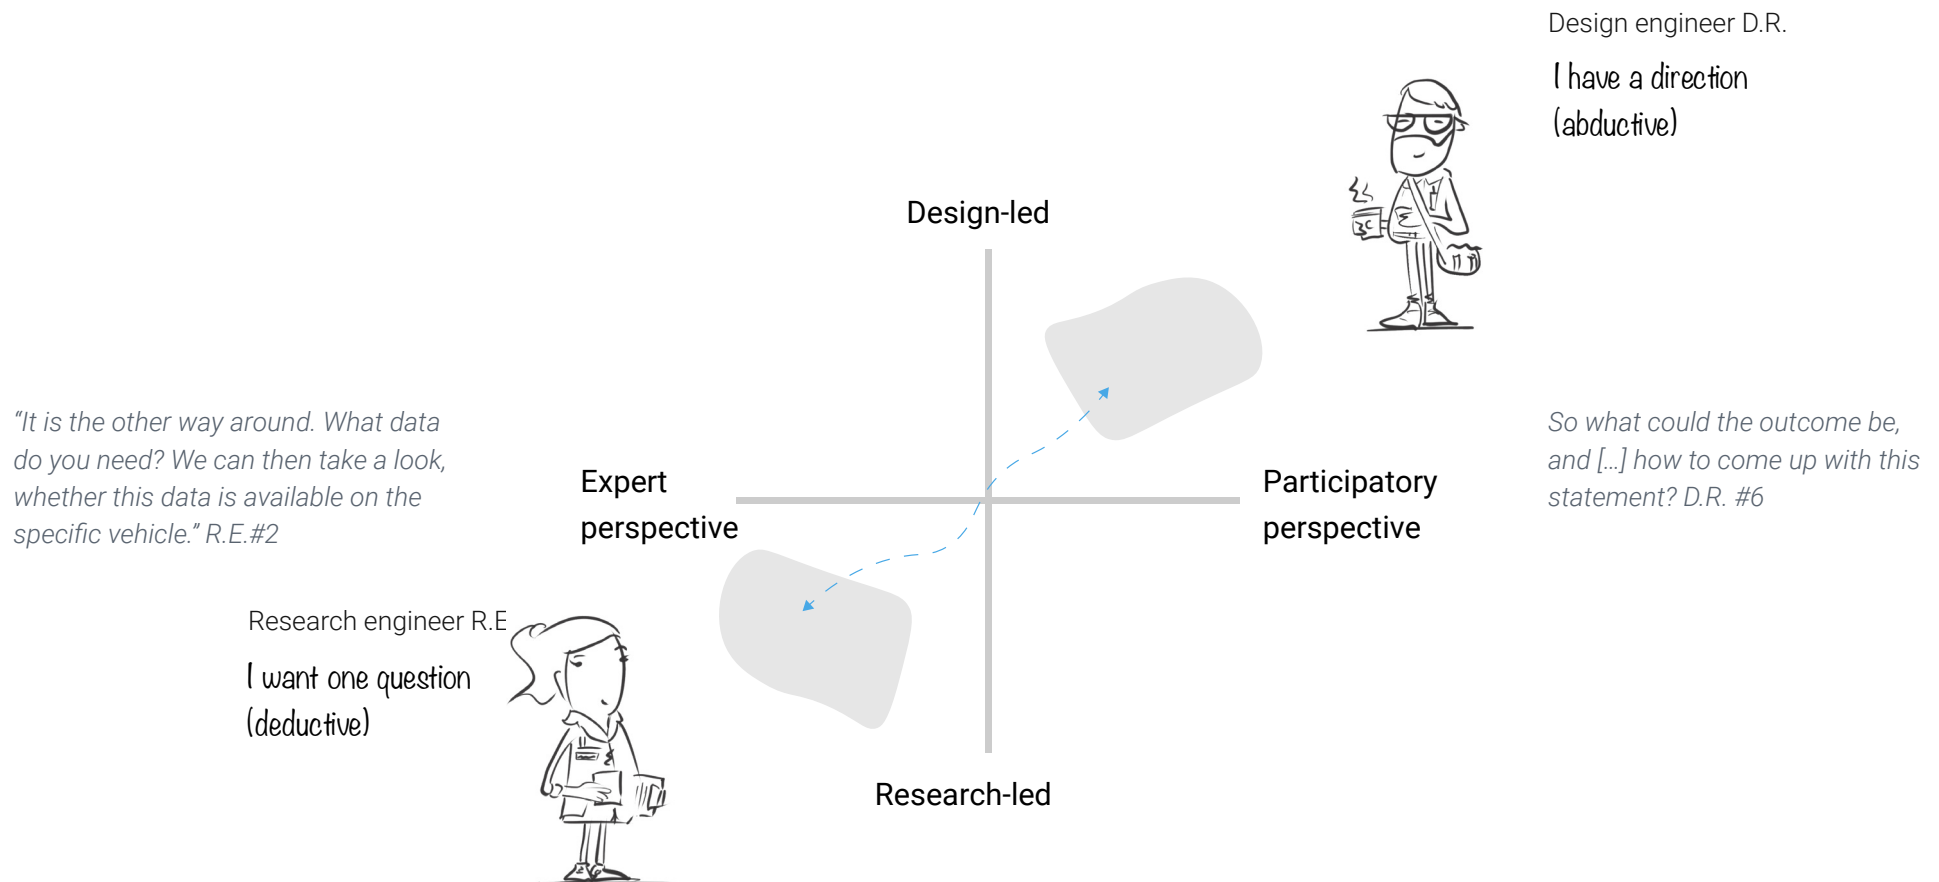 Design engineer D.R.
I have a direction
(abductive)
Design-led
“It is the other way around. What data
do you need? We can then take a look,
whether this data is available on the
specific vehicle.” R.E.#2
Expert
perspective
Participatory
perspective
So what could the outcome be,
and [...] how to come up with this
statement? D.R. #6
Research engineer R.E
I want one question
(deductive)
Research-led